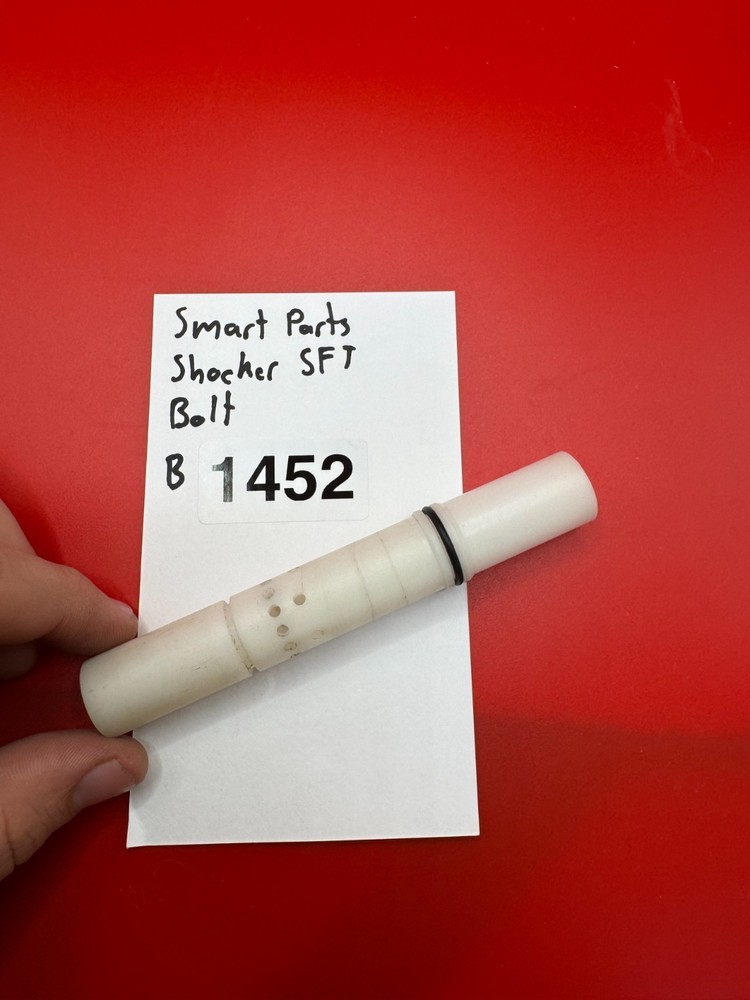 Smart Parts
Shocker SFT
Bolt
B 1452